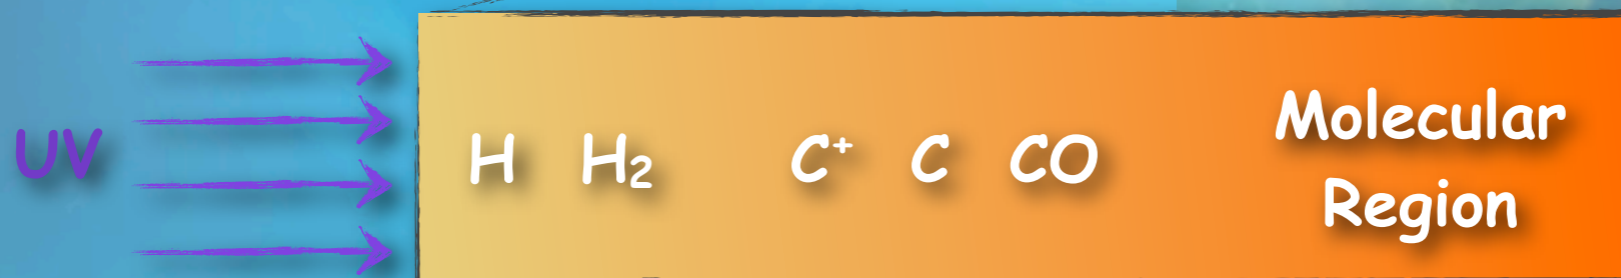 UV
H H₂ C⁺ C CO
Molecular
Region